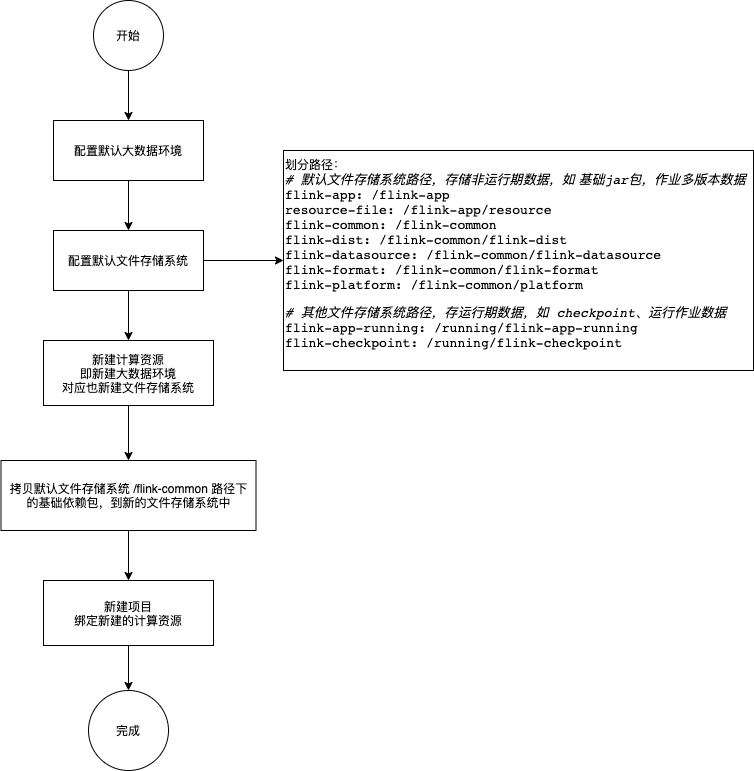 开始
配置默认大数据环境
配置默认文件存储系统
划分路径：
# 默认文件存储系统路径，存储非运行期数据，如 基础jar包，作业多版本数据
flink-app: /flink-app
resource-file: /flink-app/resource
flink-common: /flink-common
flink-dist: /flink-common/flink-dist
flink-datasource: /flink-common/flink-datasource
flink-format: /flink-common/flink-format
flink-platform: /flink-common/platform
# 其他文件存储系统路径，存运行期数据，如 checkpoint、运行作业数据
flink-app-running: /running/flink-app-running
flink-checkpoint: /running/flink-checkpoint
新建计算资源
即新建大数据环境
对应也新建文件存储系统
拷贝默认文件存储系统 /flink-common 路径下
的基础依赖包，到新的文件存储系统中
新建项目
绑定新建的计算资源
完成